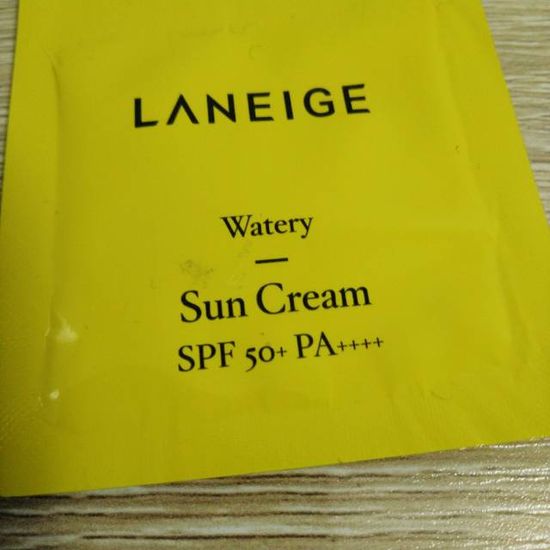 LANEIGE
Watery
—
Sun Cream
SPF 50+ PA++++